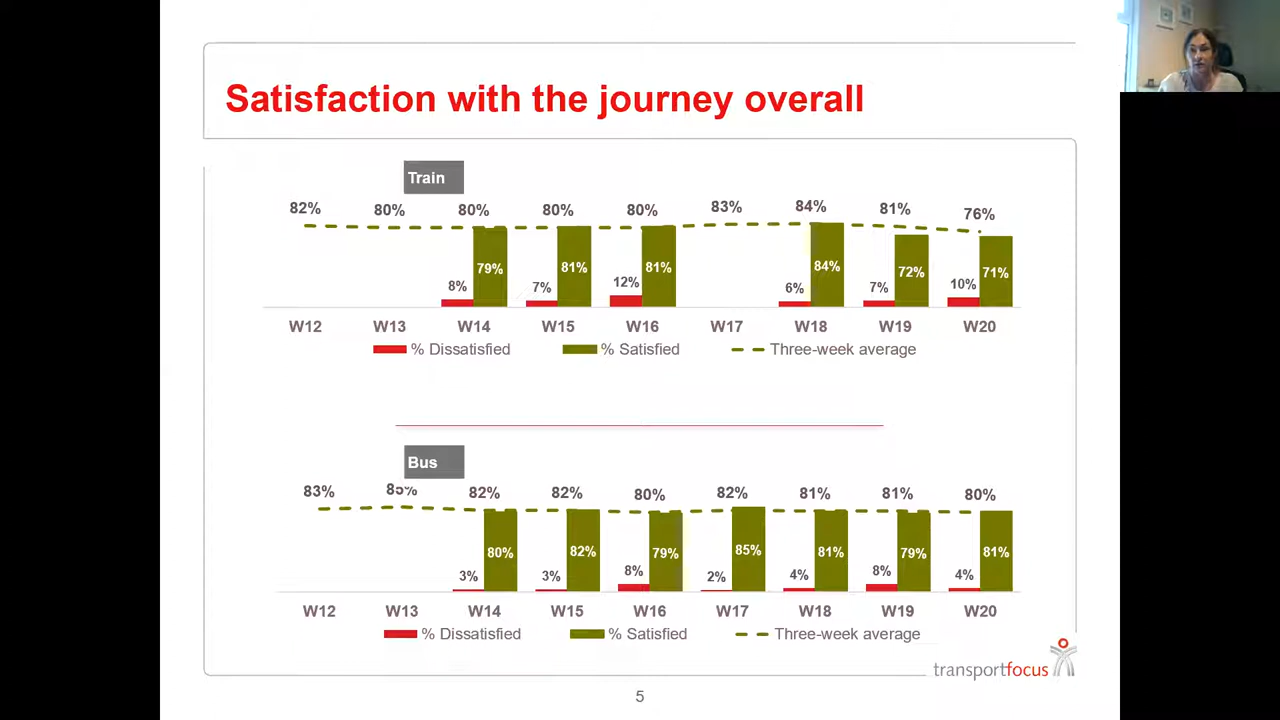 Satisfaction with the journey overall
Train
82% 80% 80% 80% 80% 83% 84% 81% 76%
8% 79% 7% 81% 12% 81% 6% 84% 7% 72% 10% 71%
W12 W13 W14 W15 W16 W17 W18 W19 W20
% Dissatisfied % Satisfied Three-week average
Bus
83% 85% 82% 82% 80% 82% 81% 81% 80%
3% 80% 3% 82% 8% 79% 2% 85% 4% 81% 8% 79% 4% 81%
W12 W13 W14 W15 W16 W17 W18 W19 W20
% Dissatisfied % Satisfied Three-week average
transportfocus
5